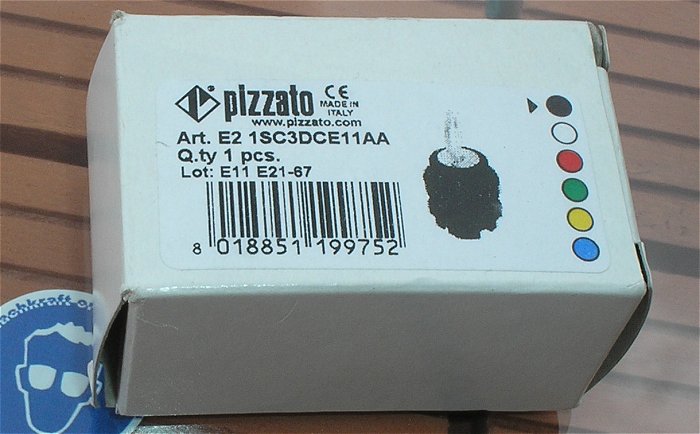 pizzato CE
MADE IN
ITALY
www.pizzato.com
Art. E2 1SC3DCE11AA
Q.ty 1 pcs.
Lot: E11 E21-67
8 018851 199752